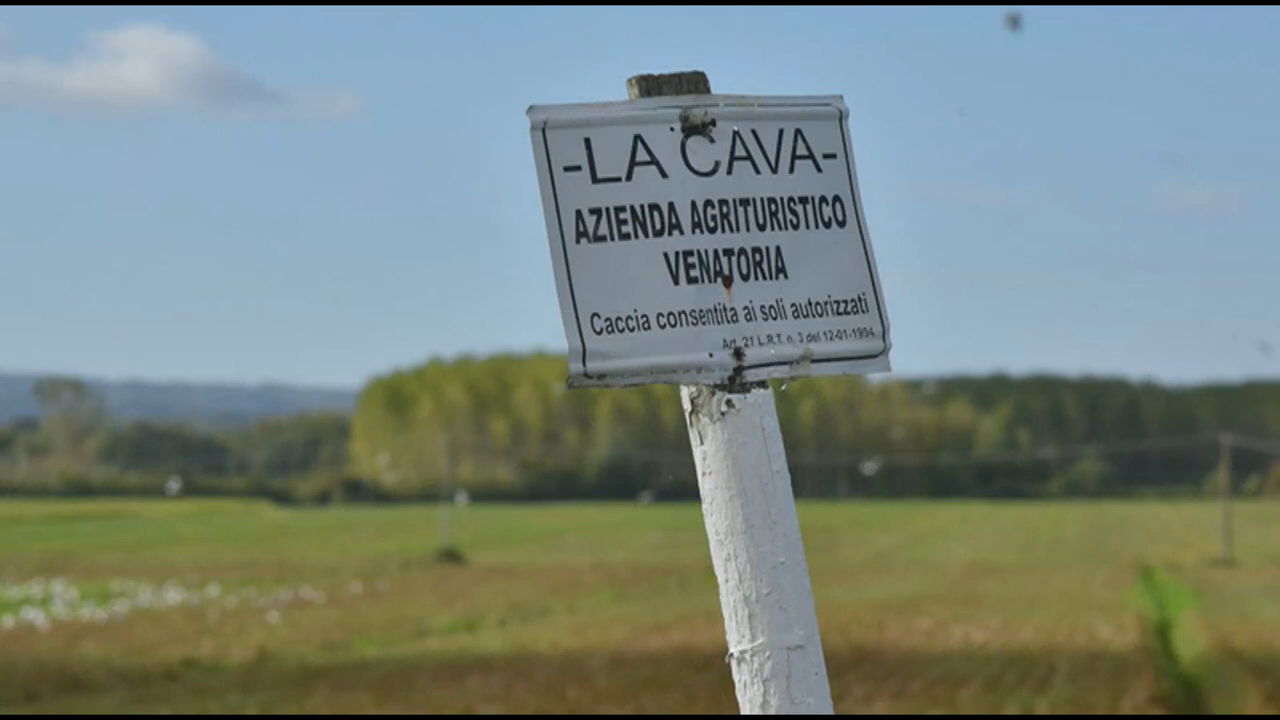 -LA CAVA-
AZIENDA AGRITURISTICO
VENATORIA
Caccia consentita ai soli autorizzati
Art. 21 L.R.T. n. 3 del 12-01-1994